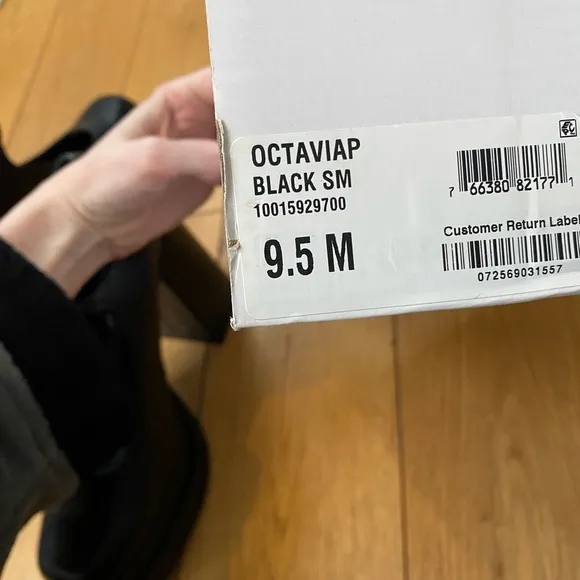 OCTAVIAP
BLACK SM
10015929700
9.5 M
7 66380 82177 1
Customer Return Label
072569031557